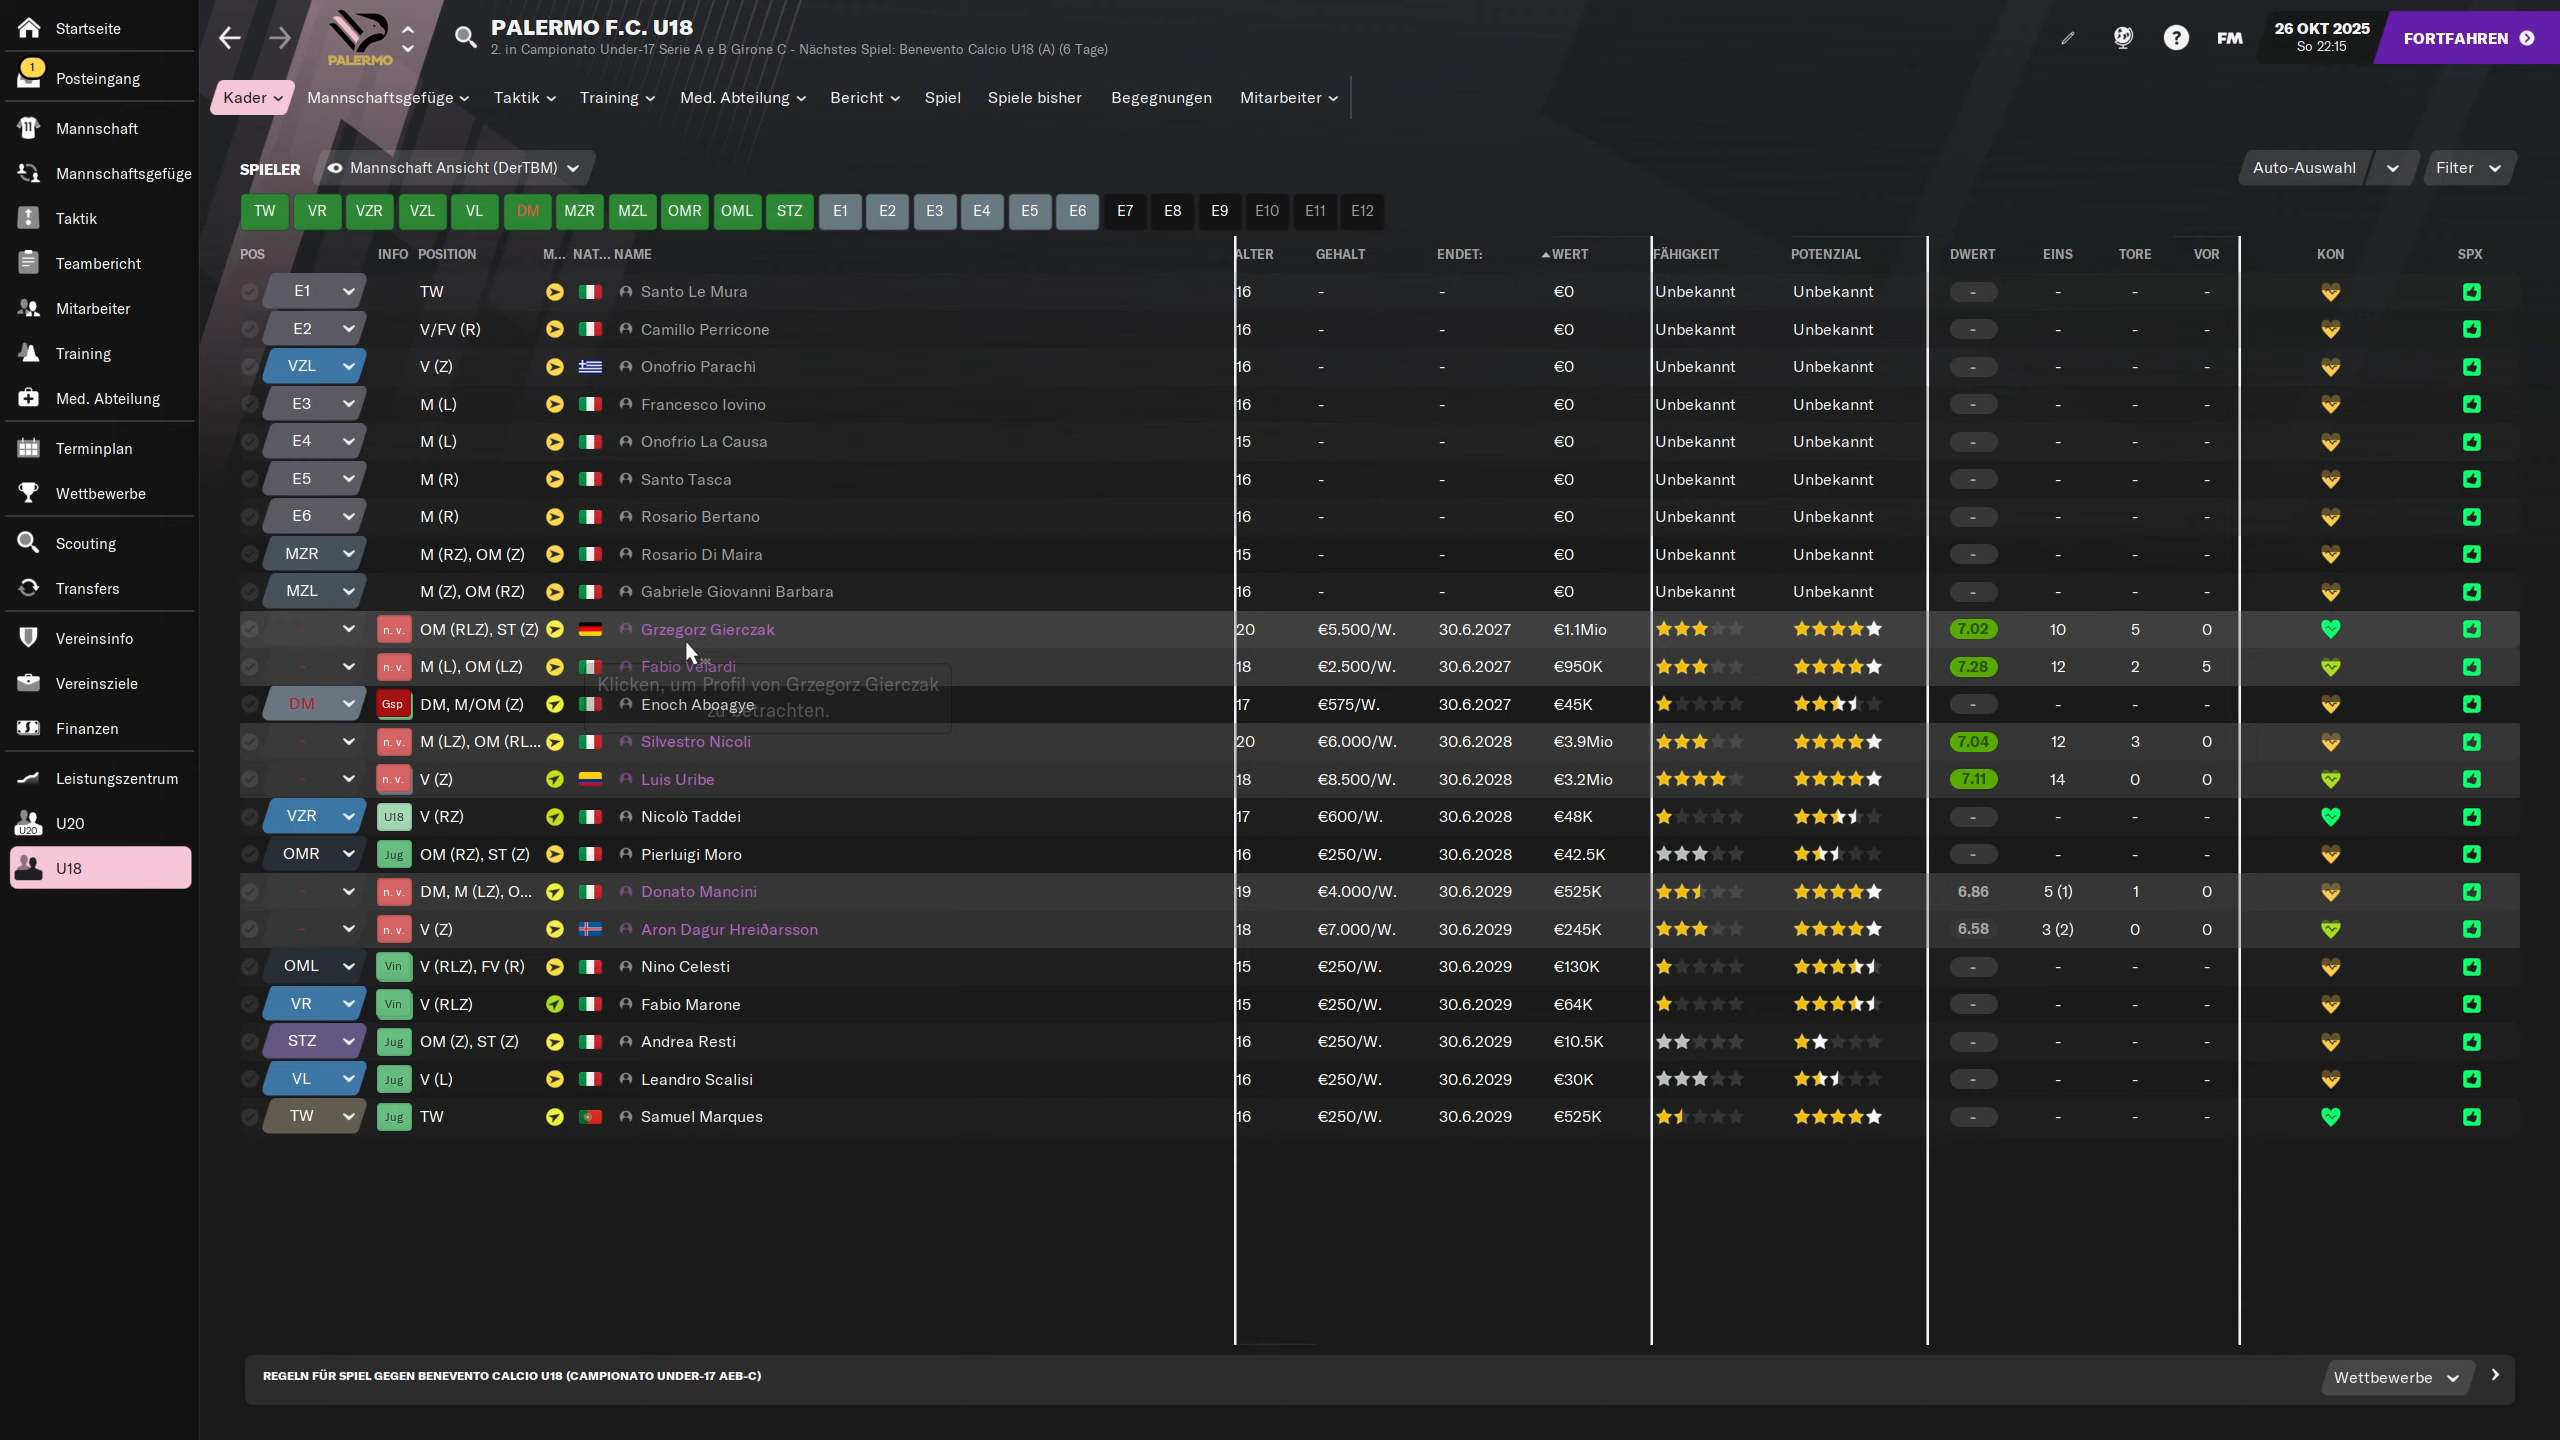 Startseite
1
Posteingang
Mannschaft
Mannschaftsgefüge
Taktik
Teambericht
Mitarbeiter
Training
Med. Abteilung
Terminplan
Wettbewerbe
Scouting
Transfers
Vereinsinfo
Vereinsziele
Finanzen
Leistungszentrum
U20
U20
U18
PALERMO
PALERMO F.C. U18
2. in Campionato Under-17 Serie A e B Girone C - Nächstes Spiel: Benevento Calcio U18 (A) (6 Tage)
? FM
26 OKT 2025
So 22:15
FORTFAHREN
Kader Mannschaftsgefüge Taktik Training Med. Abteilung Bericht Spiel Spiele bisher Begegnungen Mitarbeiter
SPIELER Mannschaft Ansicht (DerTBM) Auto-Auswahl Filter
TW VR VZR VZL VL DM MZR MZL OMR OML STZ E1 E2 E3 E4 E5 E6 E7 E8 E9 E10 E11 E12
POS INFO POSITION M... NAT... NAME ALTER GEHALT ENDET: WERT FÄHIGKEIT POTENZIAL DWERT EINS TORE VOR KON SPX
E1 TW Santo Le Mura 16 - - €0 Unbekannt Unbekannt - - - -
E2 V/FV (R) Camillo Perricone 16 - - €0 Unbekannt Unbekannt - - - -
VZL V (Z) Onofrio Parachì 16 - - €0 Unbekannt Unbekannt - - - -
E3 M (L) Francesco Iovino 16 - - €0 Unbekannt Unbekannt - - - -
E4 M (L) Onofrio La Causa 15 - - €0 Unbekannt Unbekannt - - - -
E5 M (R) Santo Tasca 16 - - €0 Unbekannt Unbekannt - - - -
E6 M (R) Rosario Bertano 16 - - €0 Unbekannt Unbekannt - - - -
MZR M (RZ), OM (Z) Rosario Di Maira 15 - - €0 Unbekannt Unbekannt - - - -
MZL M (Z), OM (RZ) Gabriele Giovanni Barbara 16 - - €0 Unbekannt Unbekannt - - - -
- n. v. OM (RLZ), ST (Z) Grzegorz Gierczak 20 €5.500/W. 30.6.2027 €1.1Mio 7.02 10 5 0
- n. v. M (L), OM (LZ) Fabio Velardi 18 €2.500/W. 30.6.2027 €950K 7.28 12 2 5
Klicken, um Profil von Grzegorz Gierczak
DM Gsp DM, M/OM (Z) Enoch Aboagye 17 €575/W. 30.6.2027 €45K - - - -
zu betrachten.
- n. v. M (LZ), OM (RL... Silvestro Nicoli 20 €6.000/W. 30.6.2028 €3.9Mio 7.04 12 3 0
- n. v. V (Z) Luis Uribe 18 €8.500/W. 30.6.2028 €3.2Mio 7.11 14 0 0
VZR U18 V (RZ) Nicolò Taddei 17 €600/W. 30.6.2028 €48K - - - -
OMR Jug OM (RZ), ST (Z) Pierluigi Moro 16 €250/W. 30.6.2028 €42.5K - - - -
- n. v. DM, M (LZ), O... Donato Mancini 19 €4.000/W. 30.6.2029 €525K 6.86 5 (1) 1 0
- n. v. V (Z) Aron Dagur Hreiðarsson 18 €7.000/W. 30.6.2029 €245K 6.58 3 (2) 0 0
OML Vin V (RLZ), FV (R) Nino Celesti 15 €250/W. 30.6.2029 €130K - - - -
VR Vin V (RLZ) Fabio Marone 15 €250/W. 30.6.2029 €64K - - - -
STZ Jug OM (Z), ST (Z) Andrea Resti 16 €250/W. 30.6.2029 €10.5K - - - -
VL Jug V (L) Leandro Scalisi 16 €250/W. 30.6.2029 €30K - - - -
TW Jug TW Samuel Marques 16 €250/W. 30.6.2029 €525K - - - -
REGELN FÜR SPIEL GEGEN BENEVENTO CALCIO U18 (CAMPIONATO UNDER-17 AEB-C)
Wettbewerbe